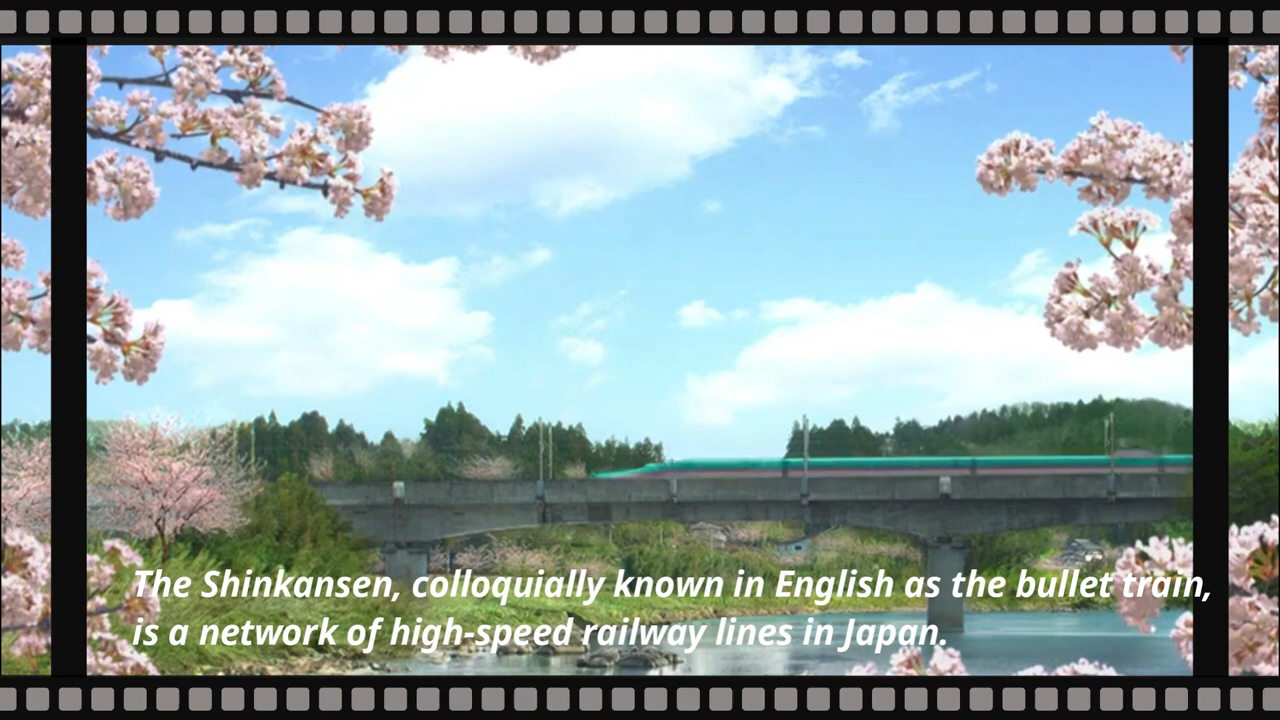 The Shinkansen, colloquially known in English as the bullet train,
is a network of high-speed railway lines in Japan.